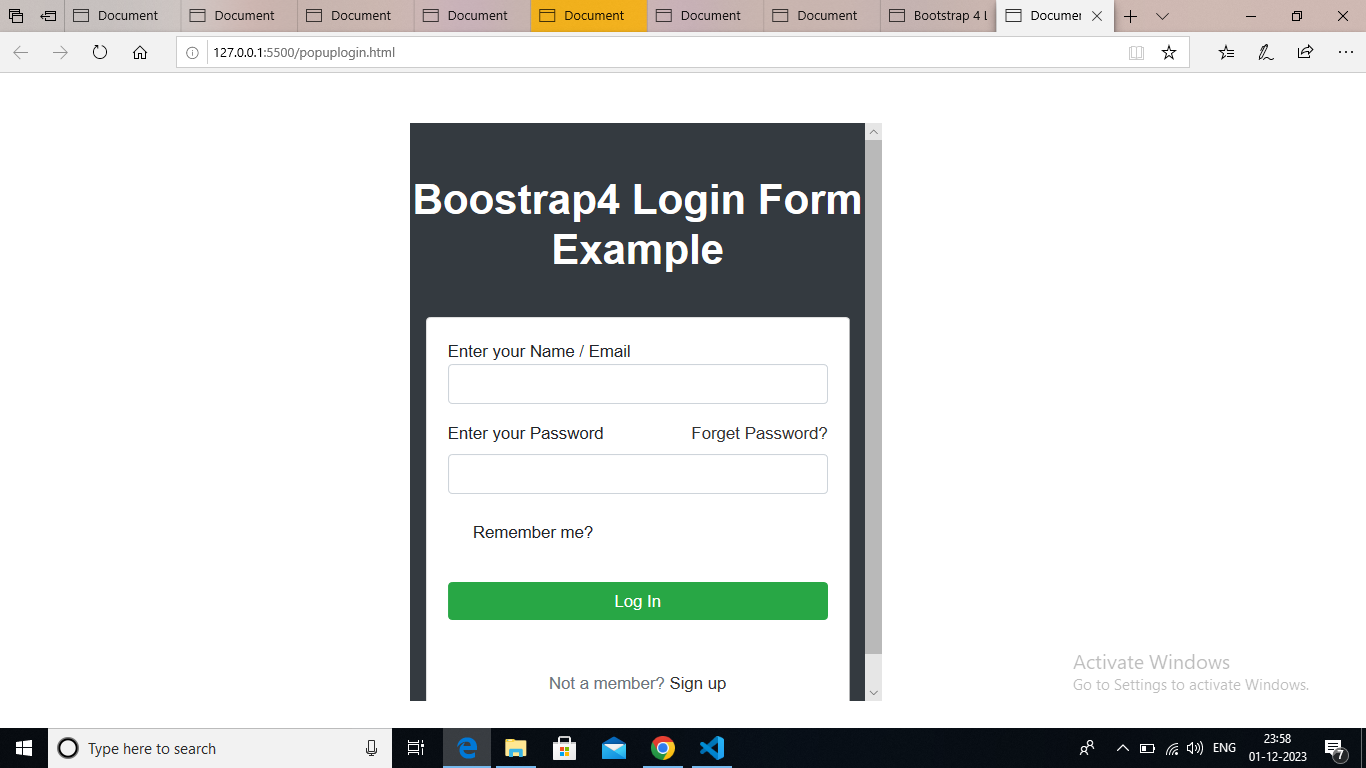 Document Document Document Document Document Document Document Bootstrap 4 L Documen
127.0.0.1:5500/popuplogin.html
Boostrap4 Login Form
Example
Enter your Name / Email
Enter your Password Forget Password?
Remember me?
Log In
Not a member? Sign up
Activate Windows
Go to Settings to activate Windows.
Type here to search
ENG
23:58
01-12-2023
7